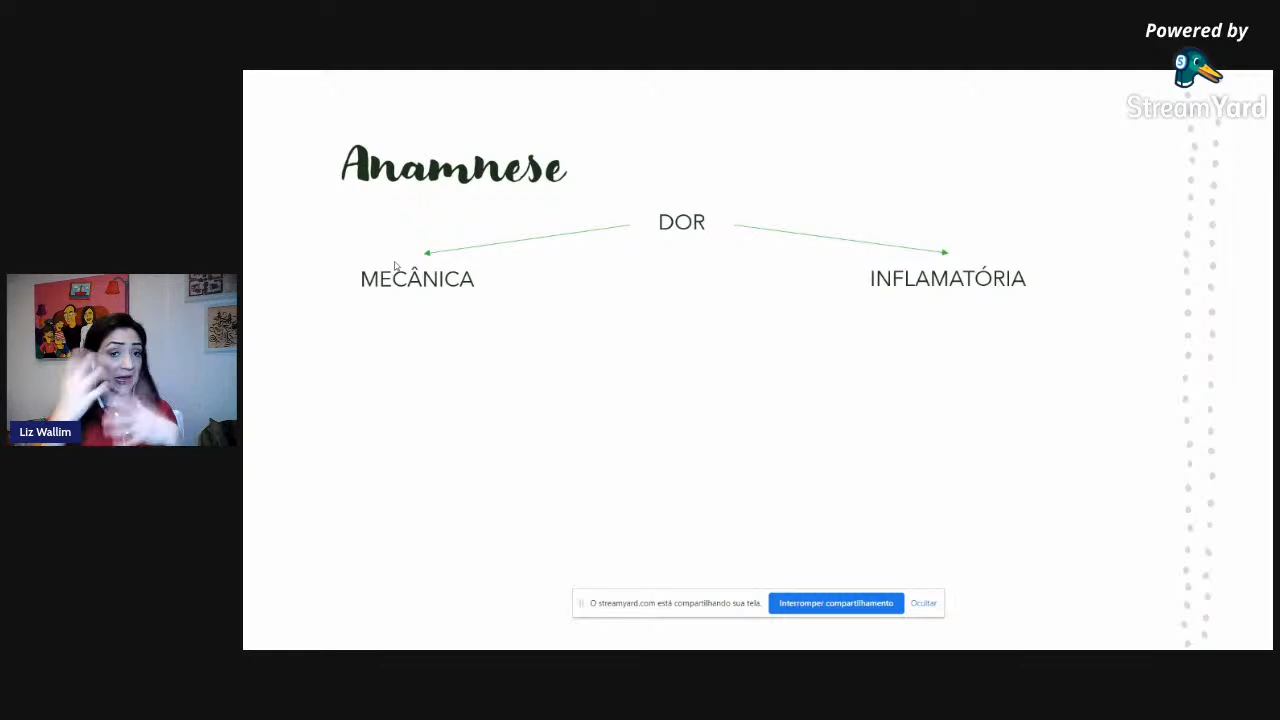 Powered by
StreamYard
Anamnese
DOR
MECÂNICA
INFLAMATÓRIA
Liz Wallim
O streamyard.com está compartilhando sua tela.
Interromper compartilhamento
Ocultar